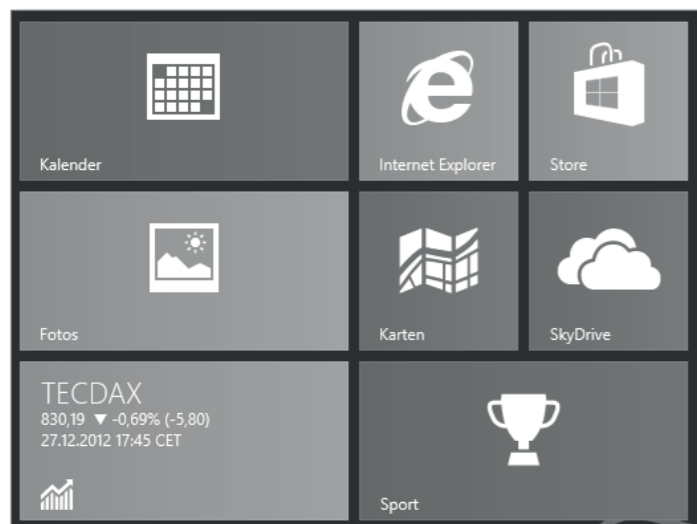 Kalender
Internet Explorer
Store
Fotos
Karten
SkyDrive
TECDAX
830,19 ▼ -0,69% (-5,80)
27.12.2012 17:45 CET
Sport